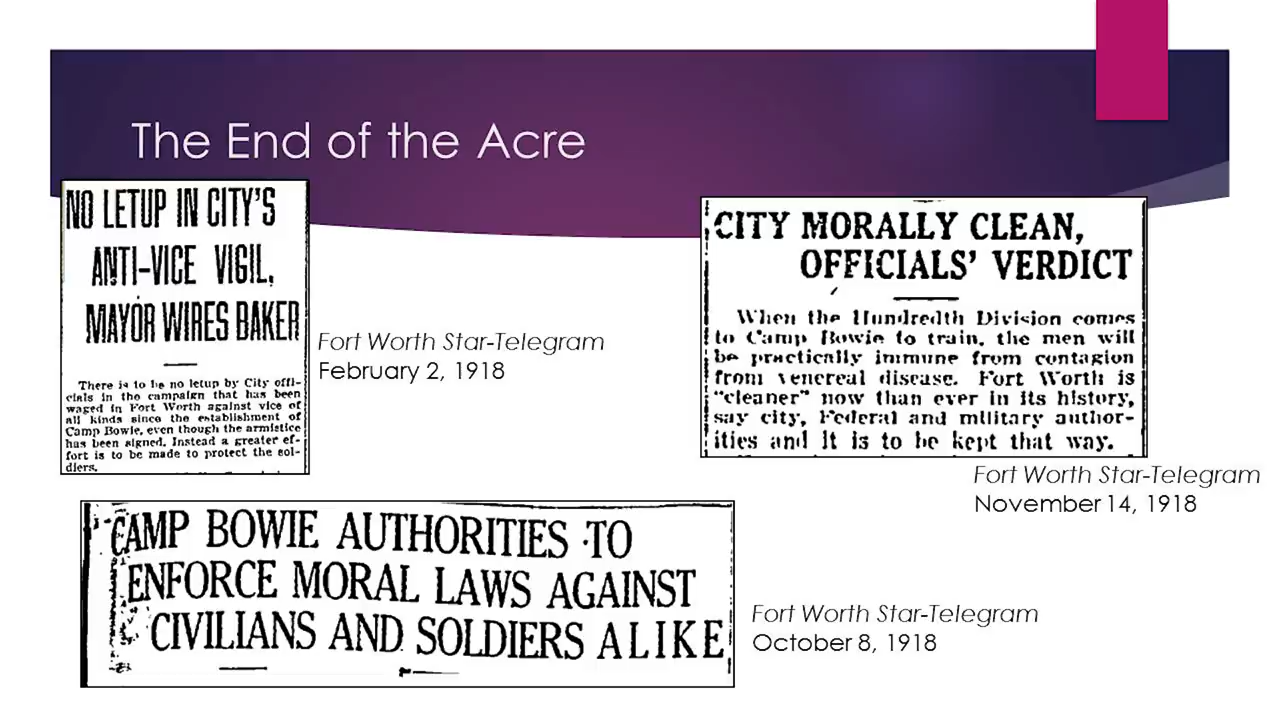 The End of the Acre
NO LETUP IN CITY'S
ANTI-VICE VIGIL,
MAYOR WIRES BAKER
There is to be no letup by City offi-
cials in the campaign that has been
waged in Fort Worth against vice of
all kinds since the establishment of
Camp Bowie, even though the armistice
has been signed. Instead a greater ef-
fort is to be made to protect the sol-
diers.
Fort Worth Star-Telegram
February 2, 1918
CITY MORALLY CLEAN,
OFFICIALS' VERDICT
When the Hundredth Division comes
to Camp Bowie to train, the men will
be practically immune from contagion
from venereal disease. Fort Worth is
"cleaner" now than ever in its history,
say city, Federal and military author-
ities and it is to be kept that way.
Fort Worth Star-Telegram
November 14, 1918
CAMP BOWIE AUTHORITIES TO
ENFORCE MORAL LAWS AGAINST
CIVILIANS AND SOLDIERS ALIKE
Fort Worth Star-Telegram
October 8, 1918